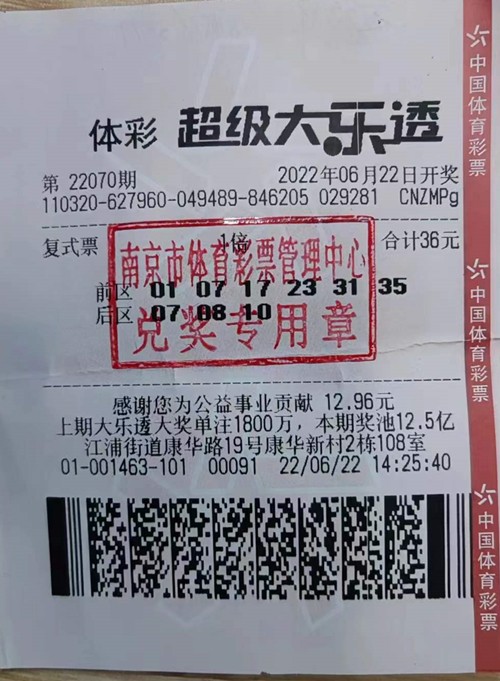 体彩 超级大乐透
第 22070期 2022年06月22日开奖
110320-627960-049489-846205 029281 CNZMPg
复式票 1倍 合计36元
南京市体育彩票管理中心
前区 01 07 17 23 31 35
后区 07 08 10
兑奖专用章
感谢您为公益事业贡献 12.96元
上期大乐透大奖单注1800万，本期奖池12.5亿
江浦街道康华路19号康华新村2栋108室
01-001463-101 00091 22/06/22 14:25:40
中国体育彩票
中国体育彩票
中国体育彩票